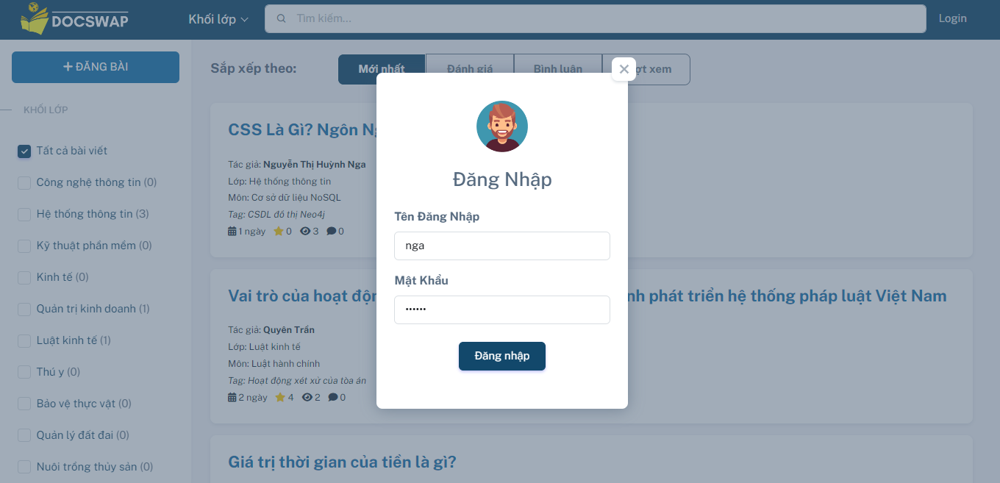 DOCSWAP
Khối lớp
Tìm kiếm...
Login
ĐĂNG BÀI
KHỐI LỚP
Tất cả bài viết
Công nghệ thông tin (0)
Hệ thống thông tin (3)
Kỹ thuật phần mềm (0)
Kinh tế (0)
Quản trị kinh doanh (1)
Luật kinh tế (1)
Thú y (0)
Bảo vệ thực vật (0)
Quản lý đất đai (0)
Nuôi trồng thủy sản (0)
Sắp xếp theo:
Mới nhất
Đánh giá
Bình luận
ợt xem
CSS Là Gì? Ngôn Ng
Tác giả: Nguyễn Thị Huỳnh Nga
Lớp: Hệ thống thông tin
Môn: Cơ sở dữ liệu NoSQL
Tag: CSDL đồ thị Neo4j
1 ngày 0 3 0
Vai trò của hoạt độn nh phát triển hệ thống pháp luật Việt Nam
Tác giả: Quyên Trần
Lớp: Luật kinh tế
Môn: Luật hành chính
Tag: Hoạt động xét xử của tòa án
2 ngày 4 2 0
Giá trị thời gian của tiền là gì?
Đăng Nhập
Tên Đăng Nhập
nga
Mật Khẩu
••••••
Đăng nhập